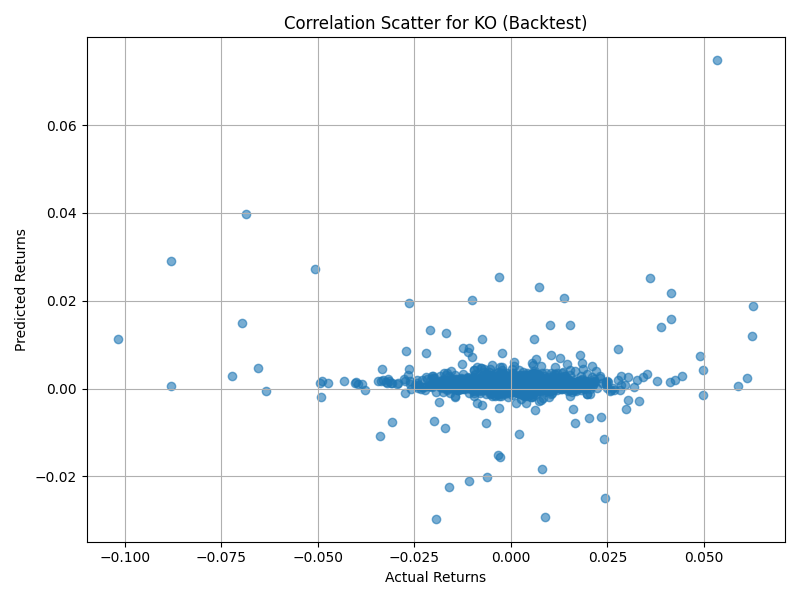 Correlation Scatter for KO (Backtest)
Predicted Returns
0.06
0.04
0.02
0.00
−0.02
−0.100 −0.075 −0.050 −0.025 0.000 0.025 0.050
Actual Returns